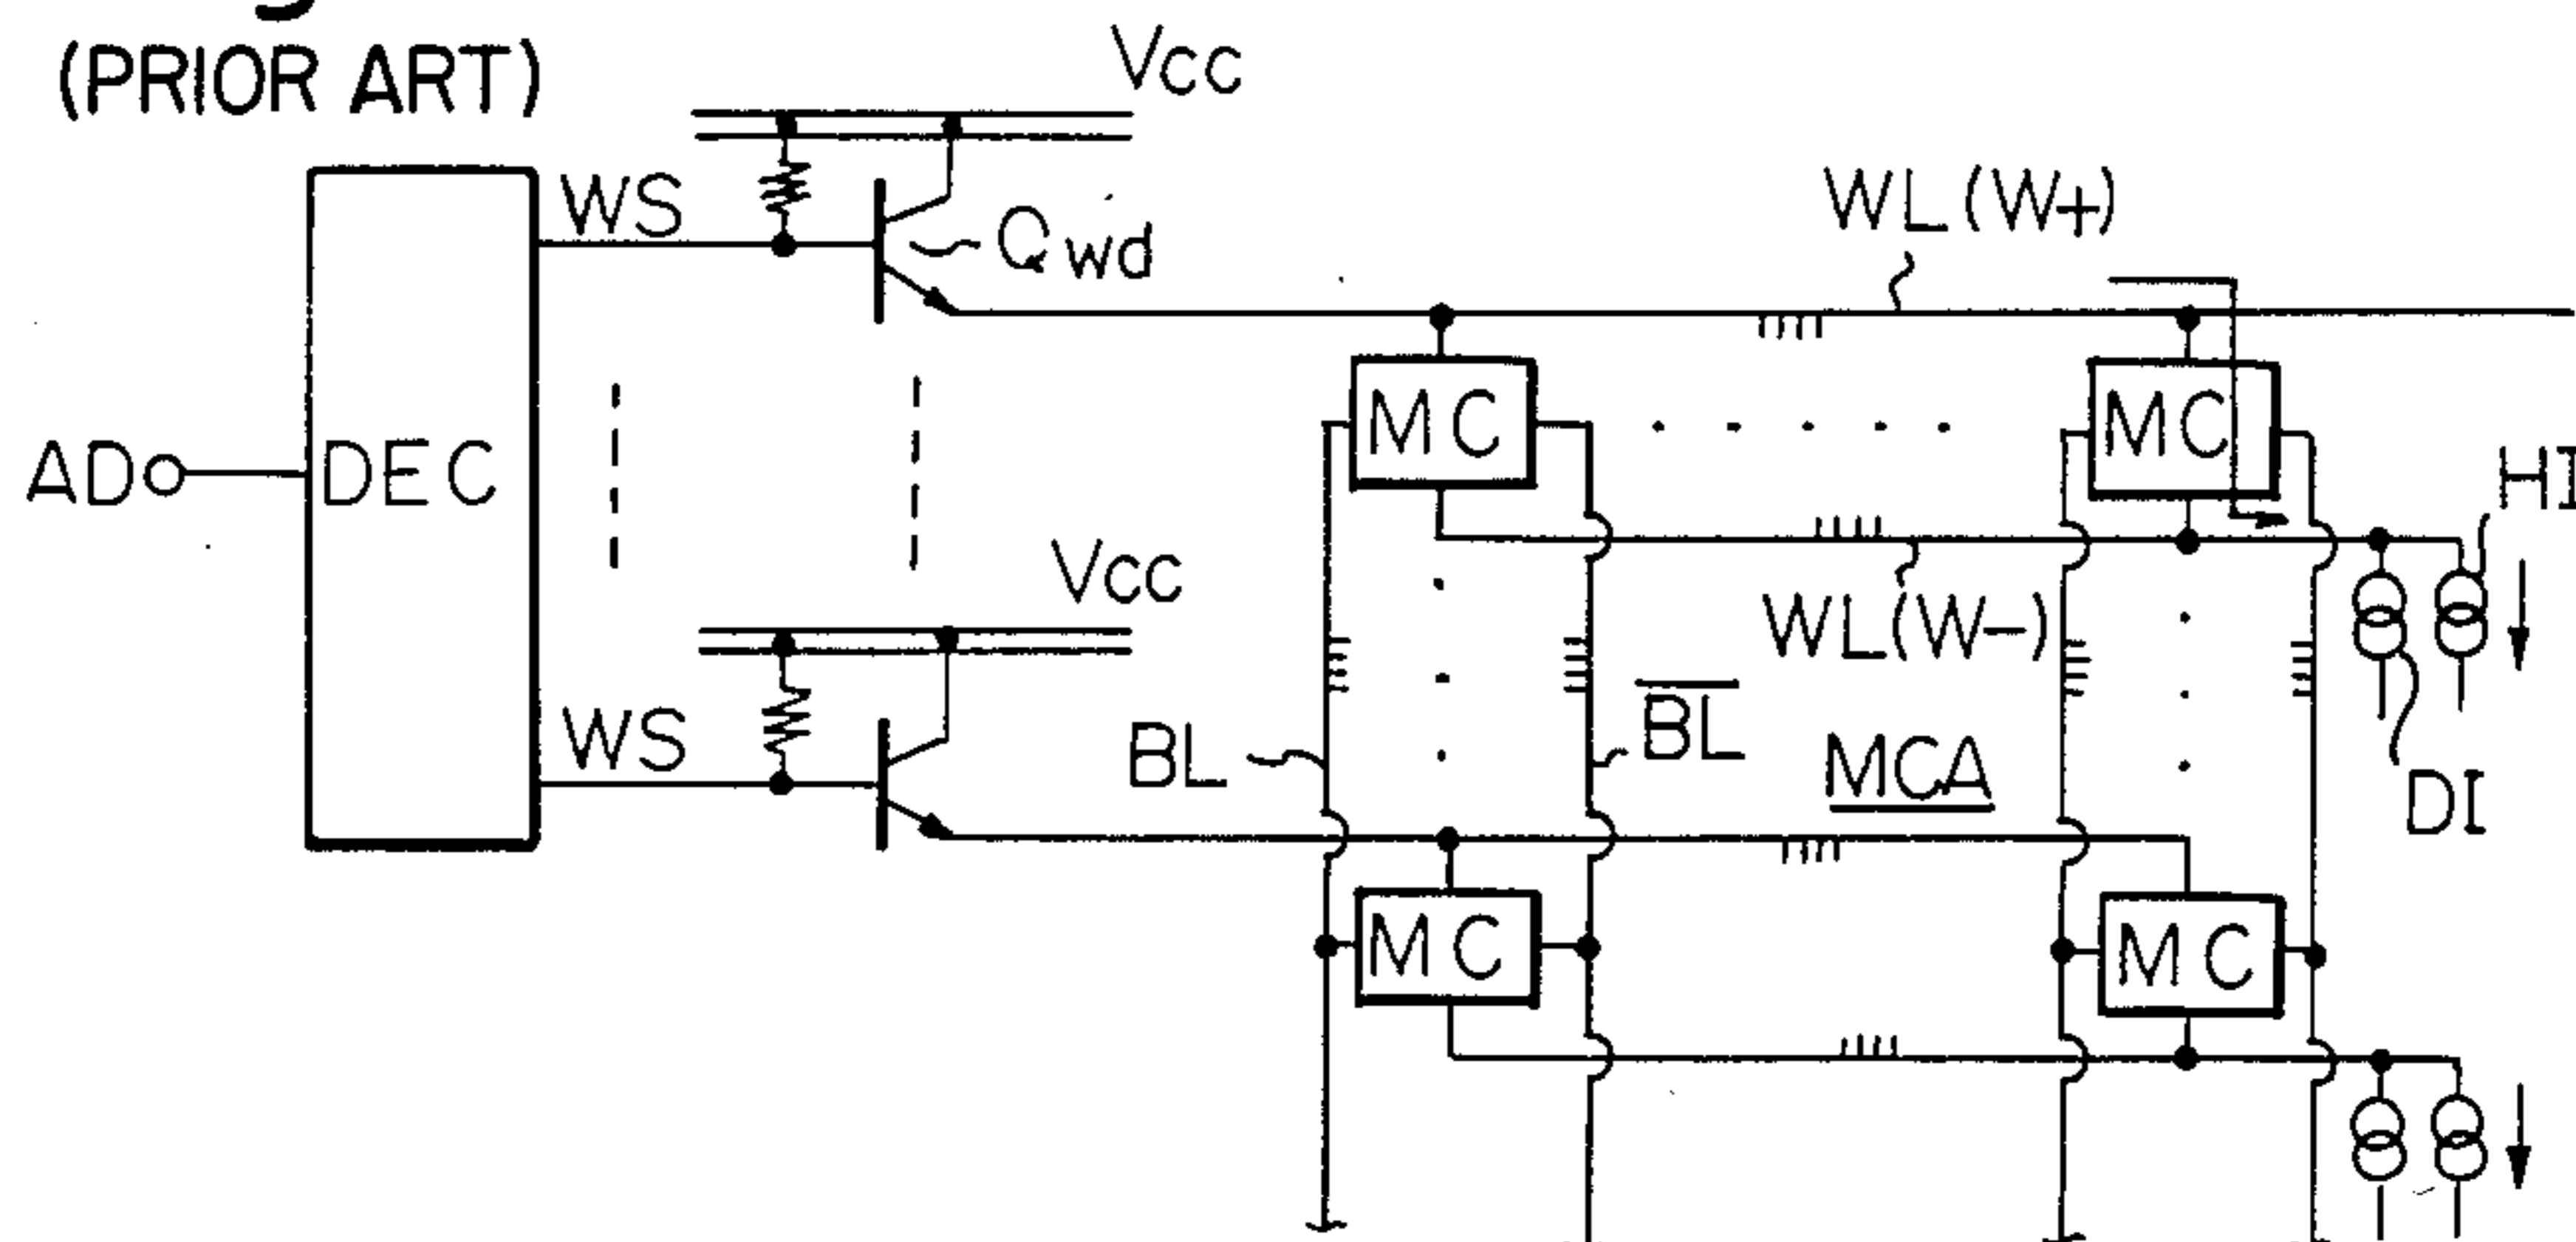 (PRIOR ART)
Vcc
WS
Qwd
WL(W+)
MC
MC
AD
DEC
HI
Vcc
WL(W-)
WS
BL
B̅L̅
MCA
DI
MC
MC